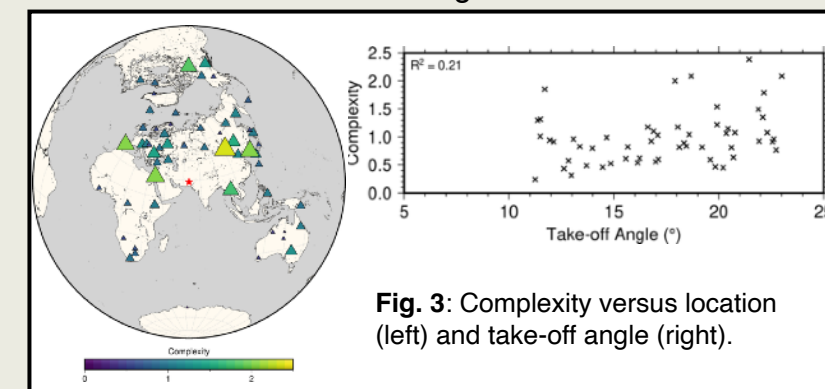 2.5
R² = 0.21
2.0
1.5
1.0
0.5
0.0
Complexity
5
10
15
20
Take-off Angle (°)
Fig. 3: Complexity versus location
(left) and take-off angle (right).
Complexity
0
1
2